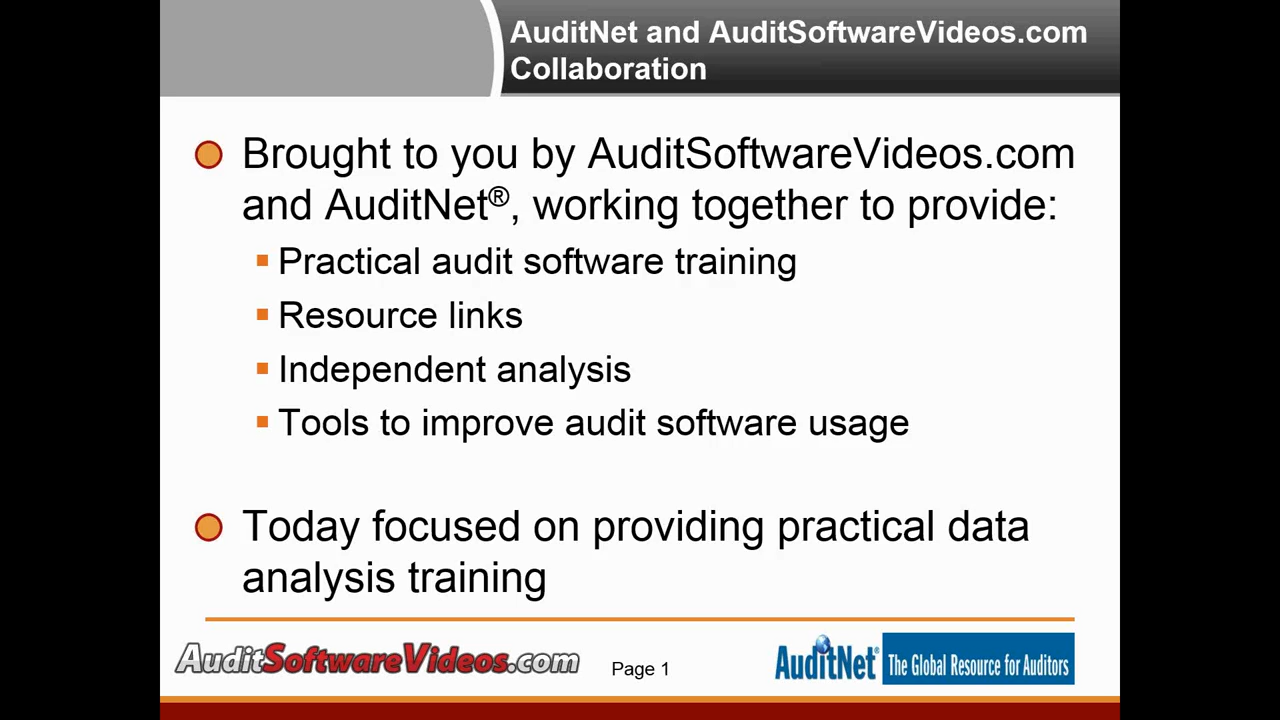 AuditNet and AuditSoftwareVideos.com
Collaboration
Brought to you by AuditSoftwareVideos.com
and AuditNet®, working together to provide:
Practical audit software training
Resource links
Independent analysis
Tools to improve audit software usage
Today focused on providing practical data
analysis training
AuditSoftwareVideos.com
Page 1
AuditNet® The Global Resource for Auditors